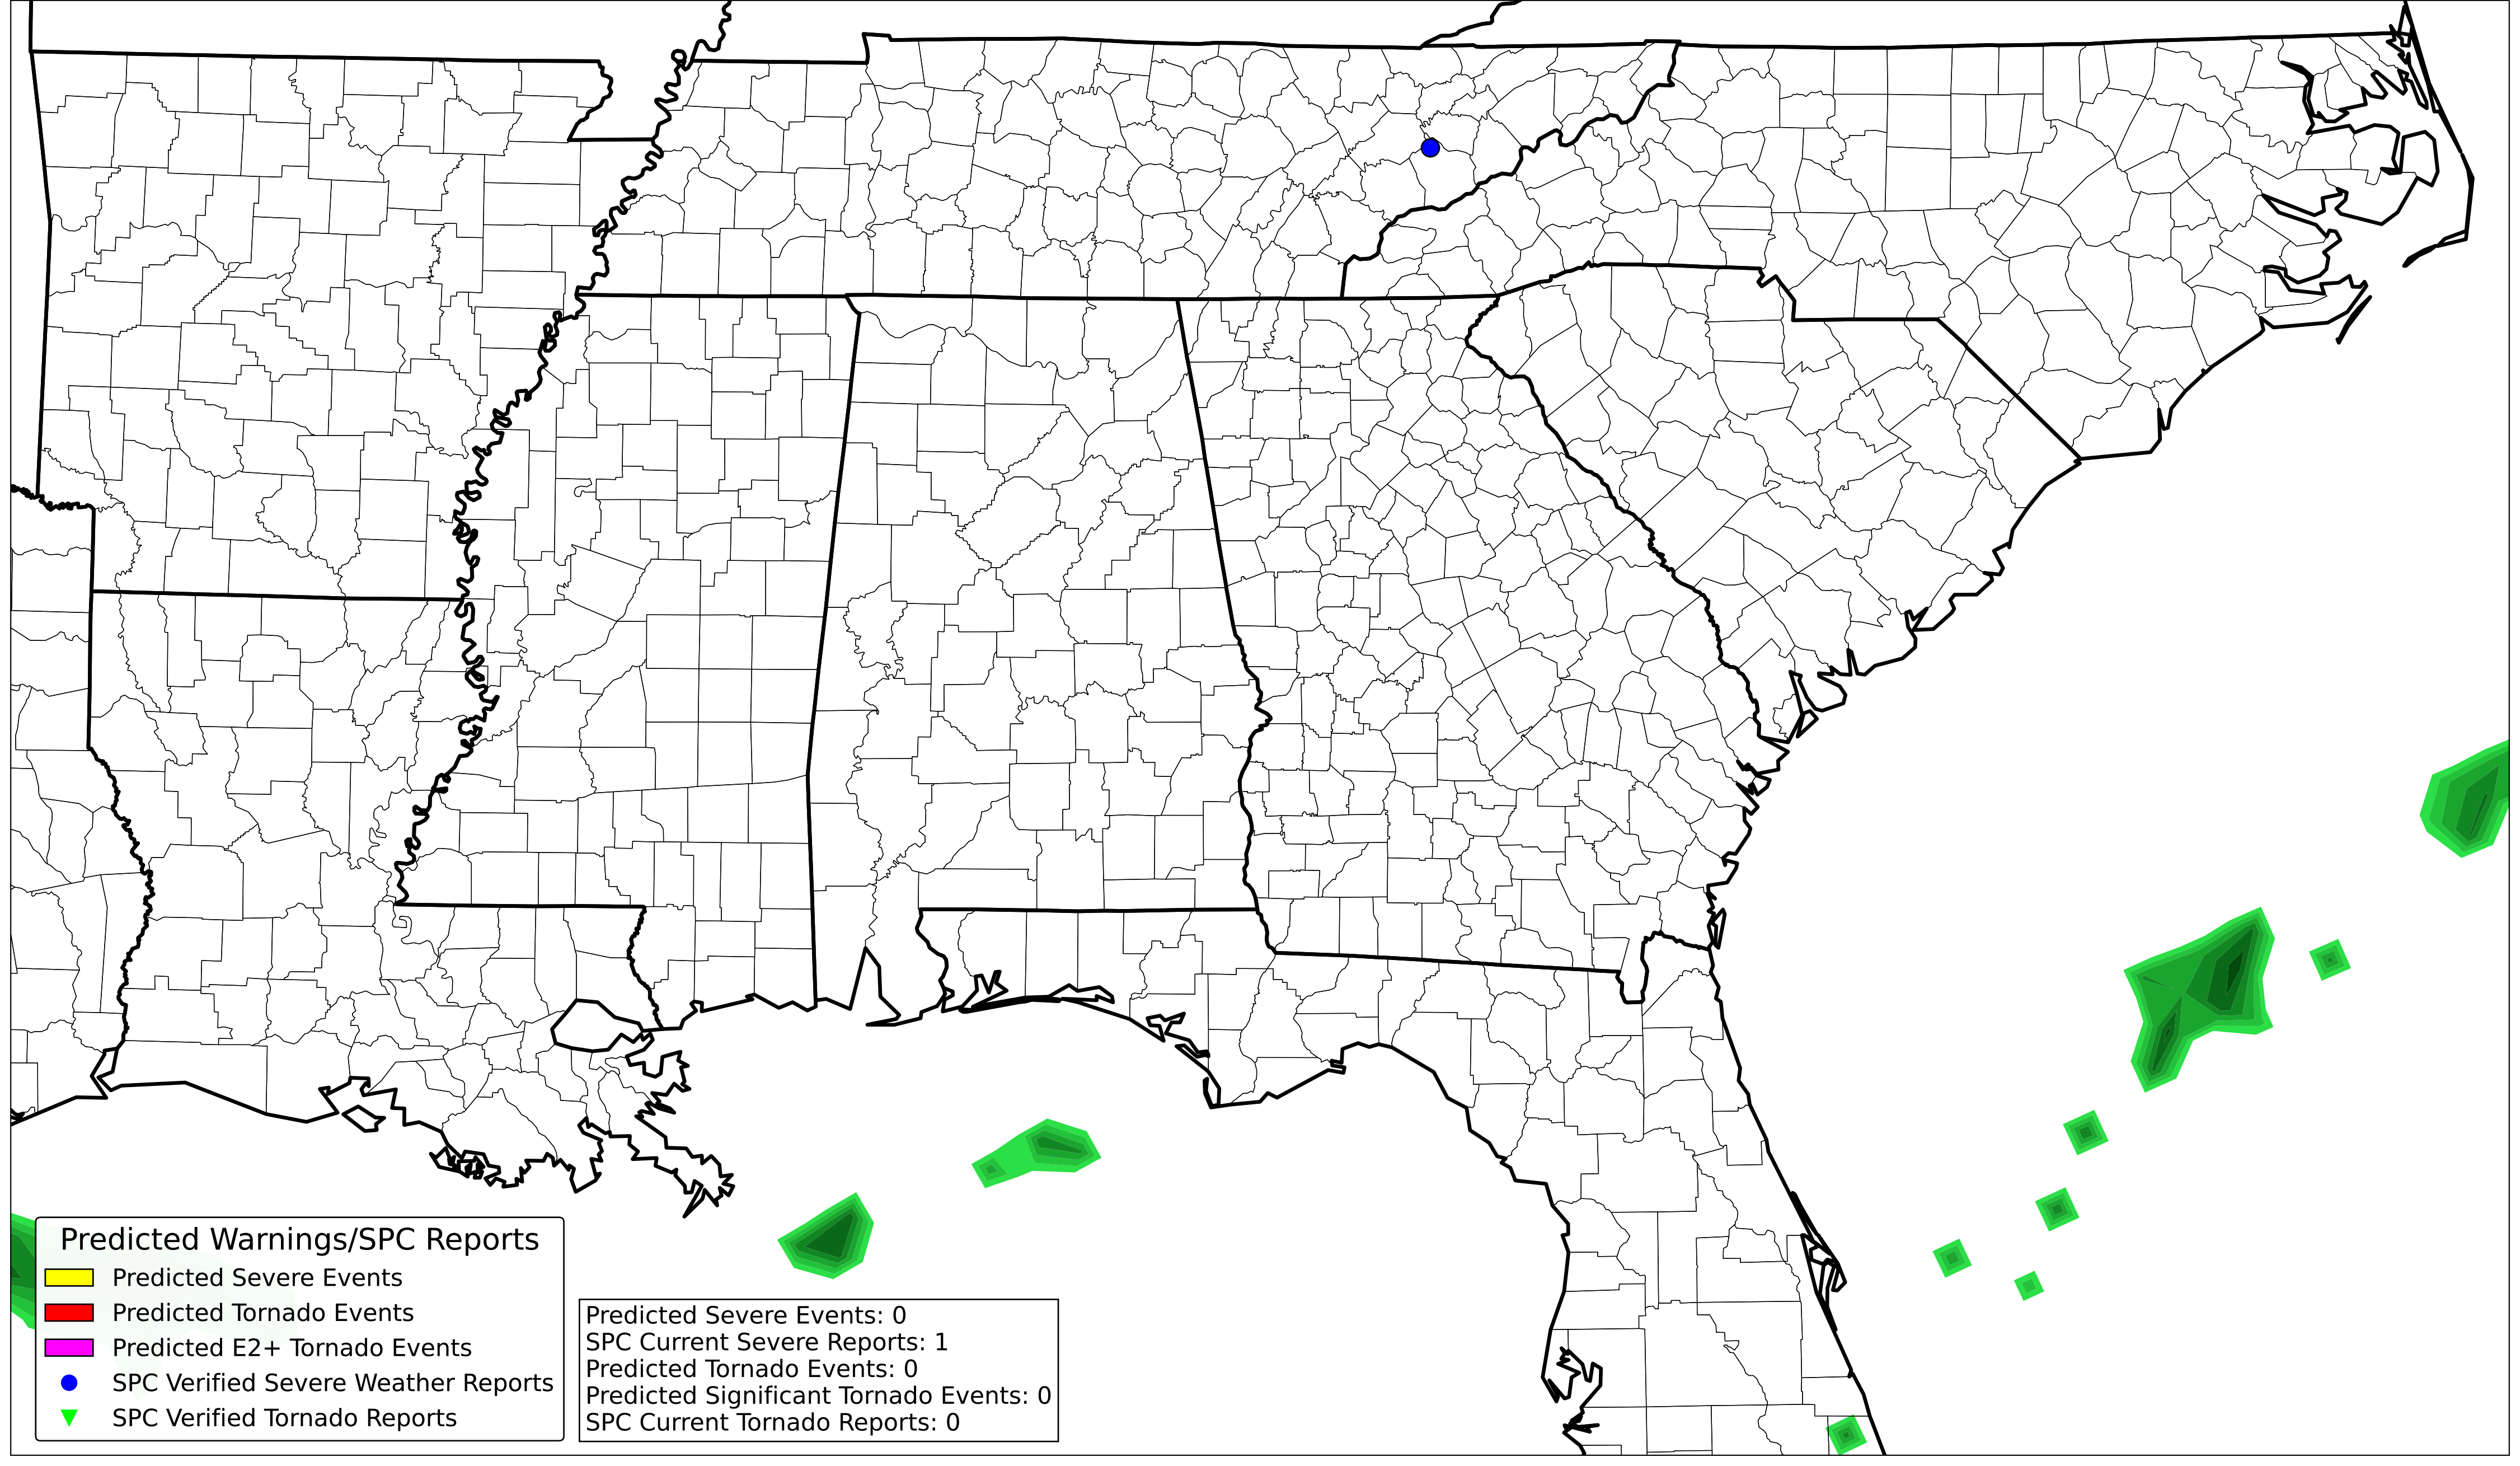 Predicted Warnings/SPC Reports
Predicted Severe Events
Predicted Tornado Events
Predicted E2+ Tornado Events
SPC Verified Severe Weather Reports
SPC Verified Tornado Reports
Predicted Severe Events: 0
SPC Current Severe Reports: 1
Predicted Tornado Events: 0
Predicted Significant Tornado Events: 0
SPC Current Tornado Reports: 0